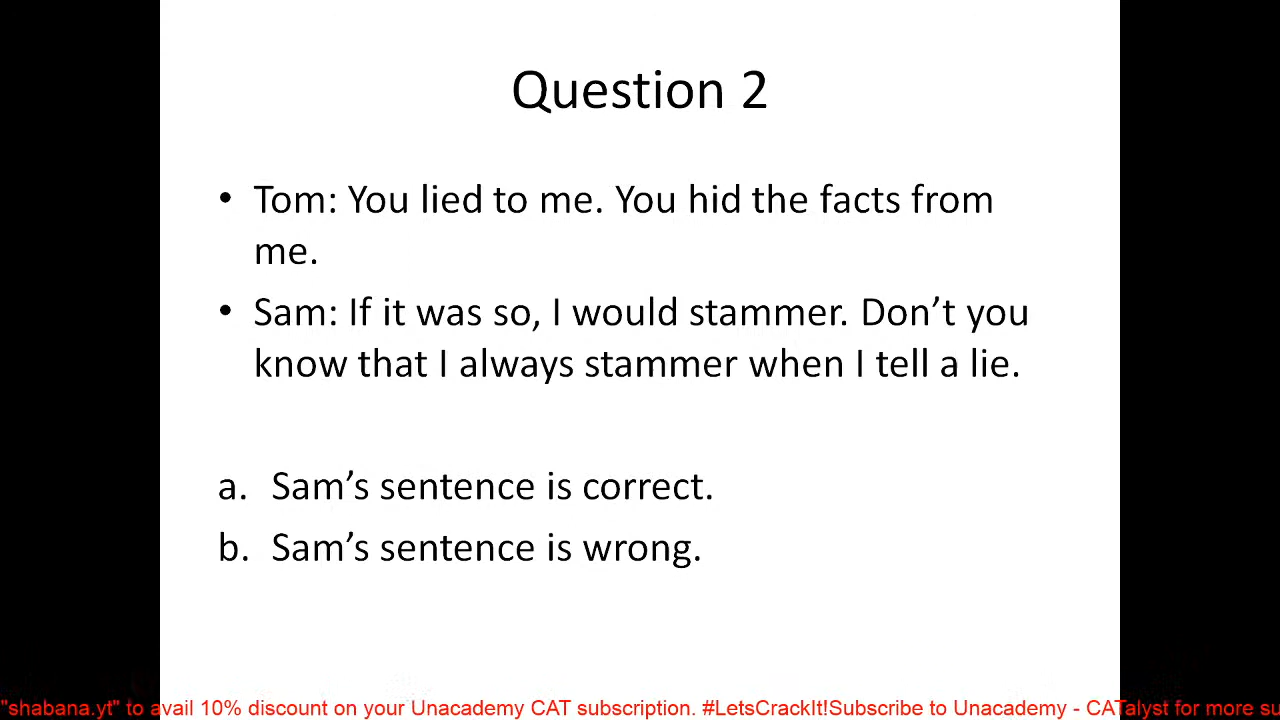 Question 2
• Tom: You lied to me. You hid the facts from
me.
• Sam: If it was so, I would stammer. Don’t you
know that I always stammer when I tell a lie.
a. Sam’s sentence is correct.
b. Sam’s sentence is wrong.
"shabana.yt" to avail 10% discount on your Unacademy CAT subscription. #LetsCrackIt!Subscribe to Unacademy - CATalyst for more su